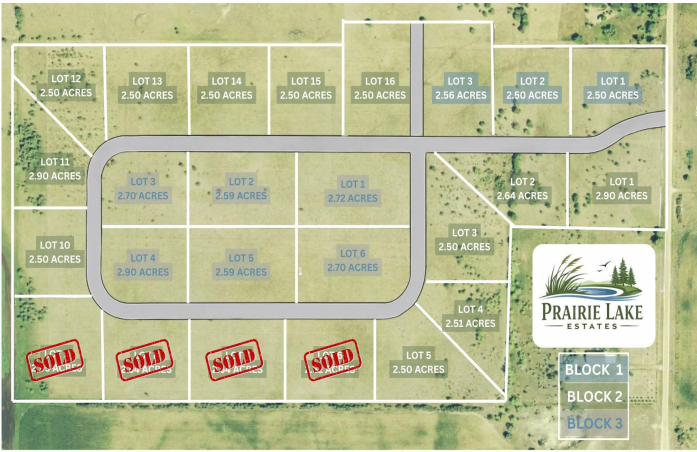 LOT 12
2.50 ACRES
LOT 13
2.50 ACRES
LOT 14
2.50 ACRES
LOT 15
2.50 ACRES
LOT 16
2.50 ACRES
LOT 3
2.56 ACRES
LOT 2
2.50 ACRES
LOT 1
2.50 ACRES
LOT 11
2.90 ACRES
LOT 3
2.70 ACRES
LOT 2
2.59 ACRES
LOT 1
2.72 ACRES
LOT 2
2.64 ACRES
LOT 1
2.90 ACRES
LOT 10
2.50 ACRES
LOT 4
2.90 ACRES
LOT 5
2.59 ACRES
LOT 6
2.70 ACRES
LOT 3
2.50 ACRES
LOT 4
2.51 ACRES
SOLD
SOLD
SOLD
SOLD
LOT 5
2.50 ACRES
PRAIRIE LAKE
ESTATES
BLOCK 1
BLOCK 2
BLOCK 3